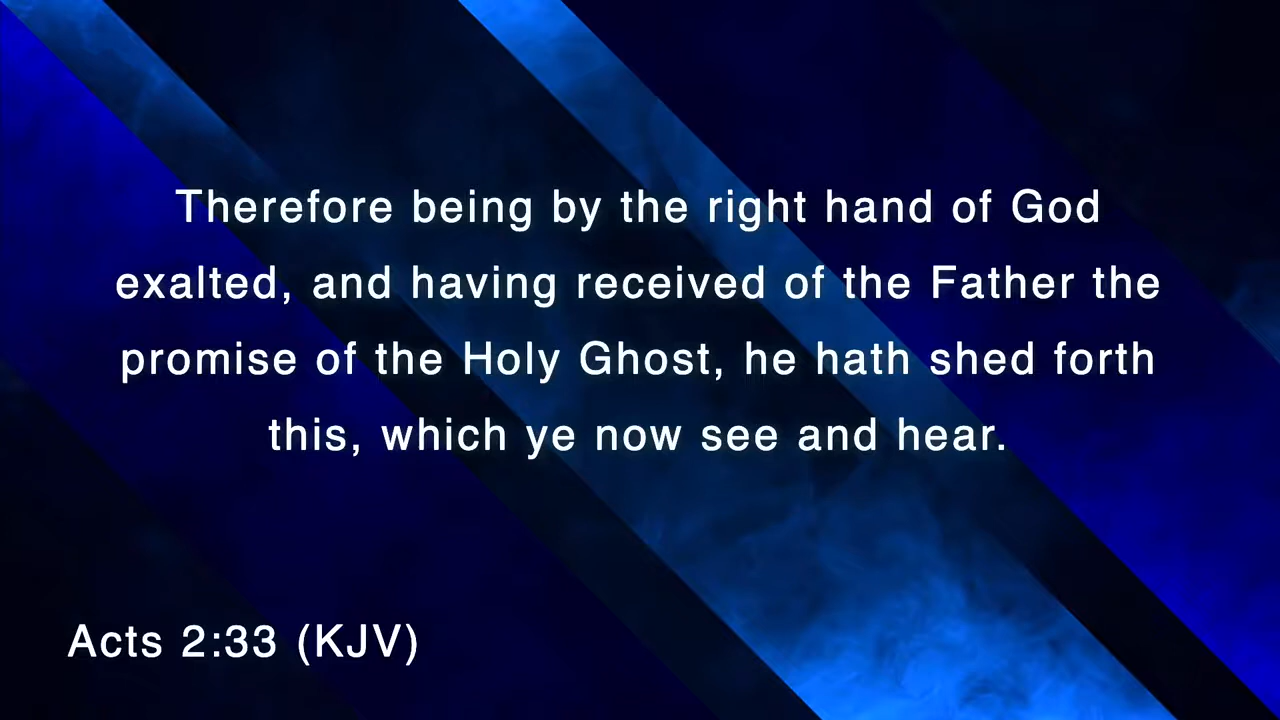 Therefore being by the right hand of God
exalted, and having received of the Father the
promise of the Holy Ghost, he hath shed forth
this, which ye now see and hear.
Acts 2:33 (KJV)